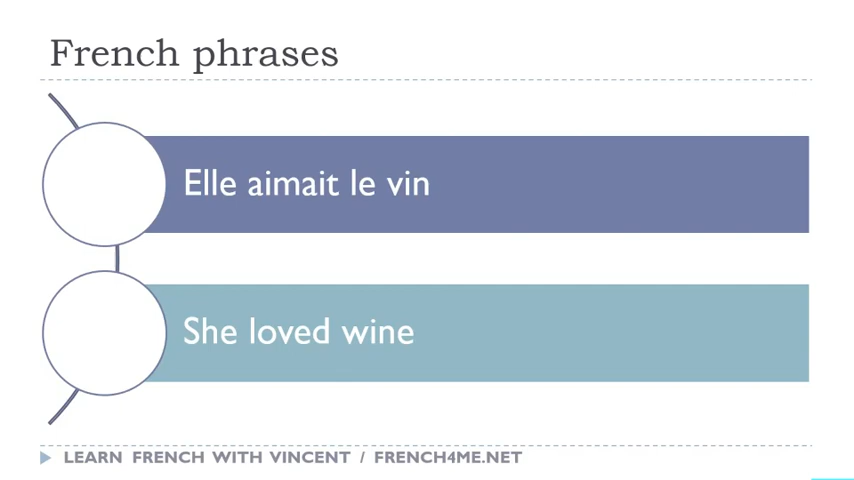 French phrases
Elle aimait le vin
She loved wine
LEARN FRENCH WITH VINCENT / FRENCH4ME.NET